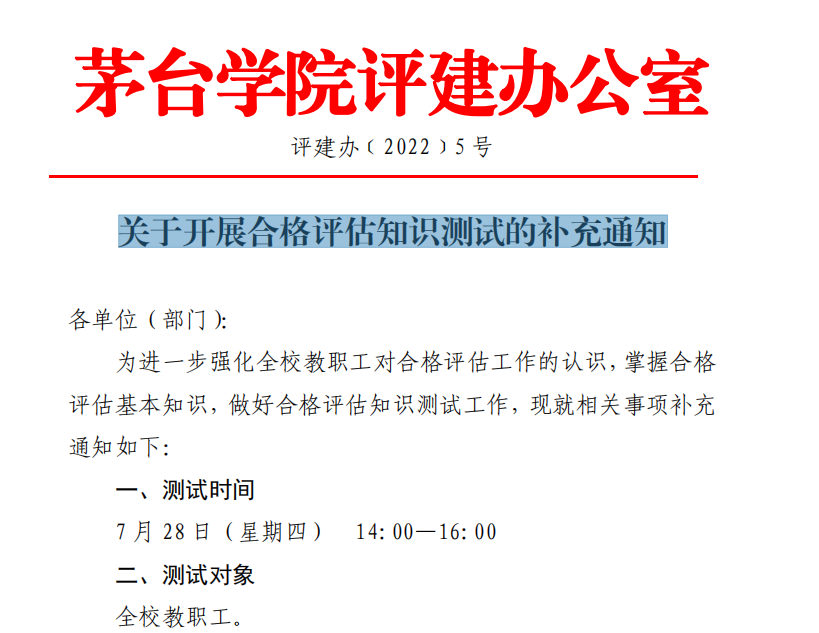 茅台学院评建办公室
评建办﹝2022﹞5 号
关于开展合格评估知识测试的补充通知
各单位（部门）：
为进一步强化全校教职工对合格评估工作的认识，掌握合格
评估基本知识，做好合格评估知识测试工作，现就相关事项补充
通知如下：
一、测试时间
7 月 28 日（星期四） 14：00—16：00
二、测试对象
全校教职工。